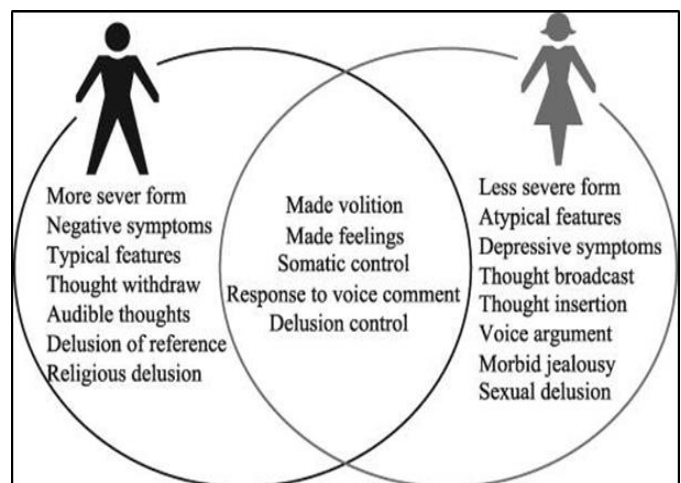 More sever form
Negative symptoms
Typical features
Thought withdraw
Audible thoughts
Delusion of reference
Religious delusion
Made volition
Made feelings
Somatic control
Response to voice comment
Delusion control
Less severe form
Atypical features
Depressive symptoms
Thought broadcast
Thought insertion
Voice argument
Morbid jealousy
Sexual delusion